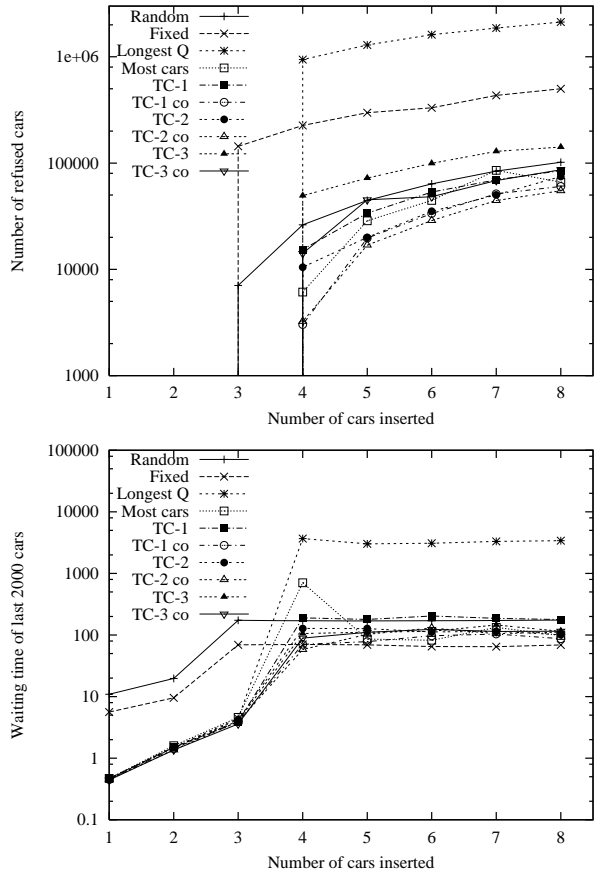 Number of refused cars
1e+06
100000
10000
1000
Random
Fixed
Longest Q
Most cars
TC-1
TC-1 co
TC-2
TC-2 co
TC-3
TC-3 co
1 2 3 4 5 6 7 8
Number of cars inserted
Waiting time of last 2000 cars
100000
10000
1000
100
10
1
0.1
Random
Fixed
Longest Q
Most cars
TC-1
TC-1 co
TC-2
TC-2 co
TC-3
TC-3 co
1 2 3 4 5 6 7 8
Number of cars inserted